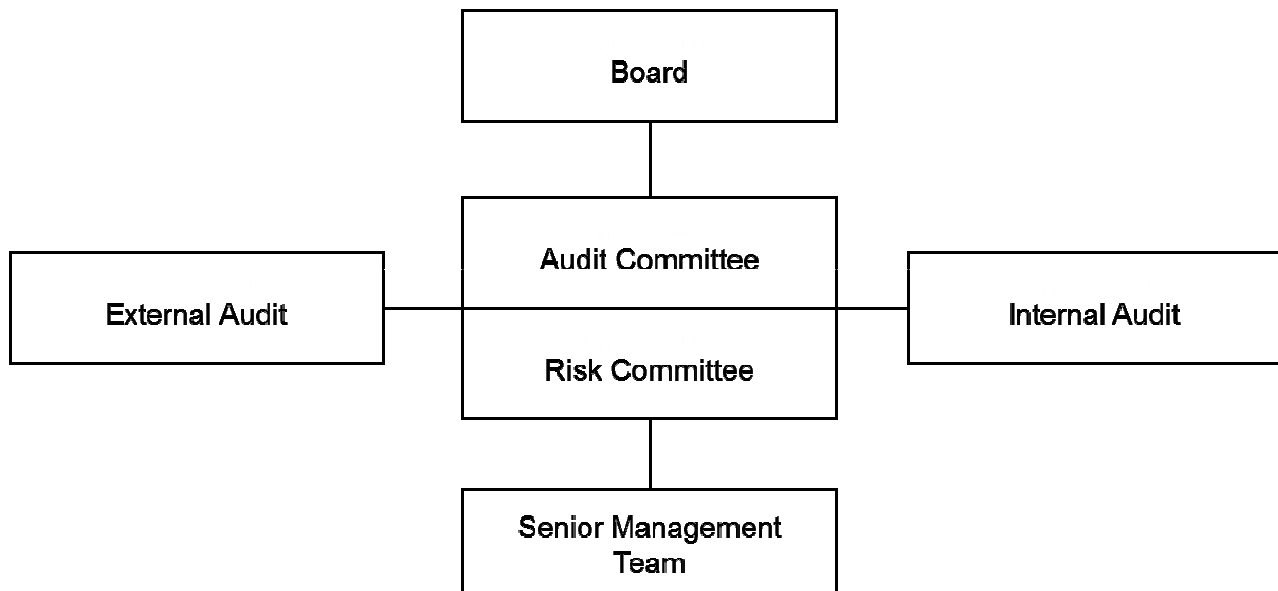 Board
Audit Committee
External Audit
Internal Audit
Risk Committee
Senior Management
Team